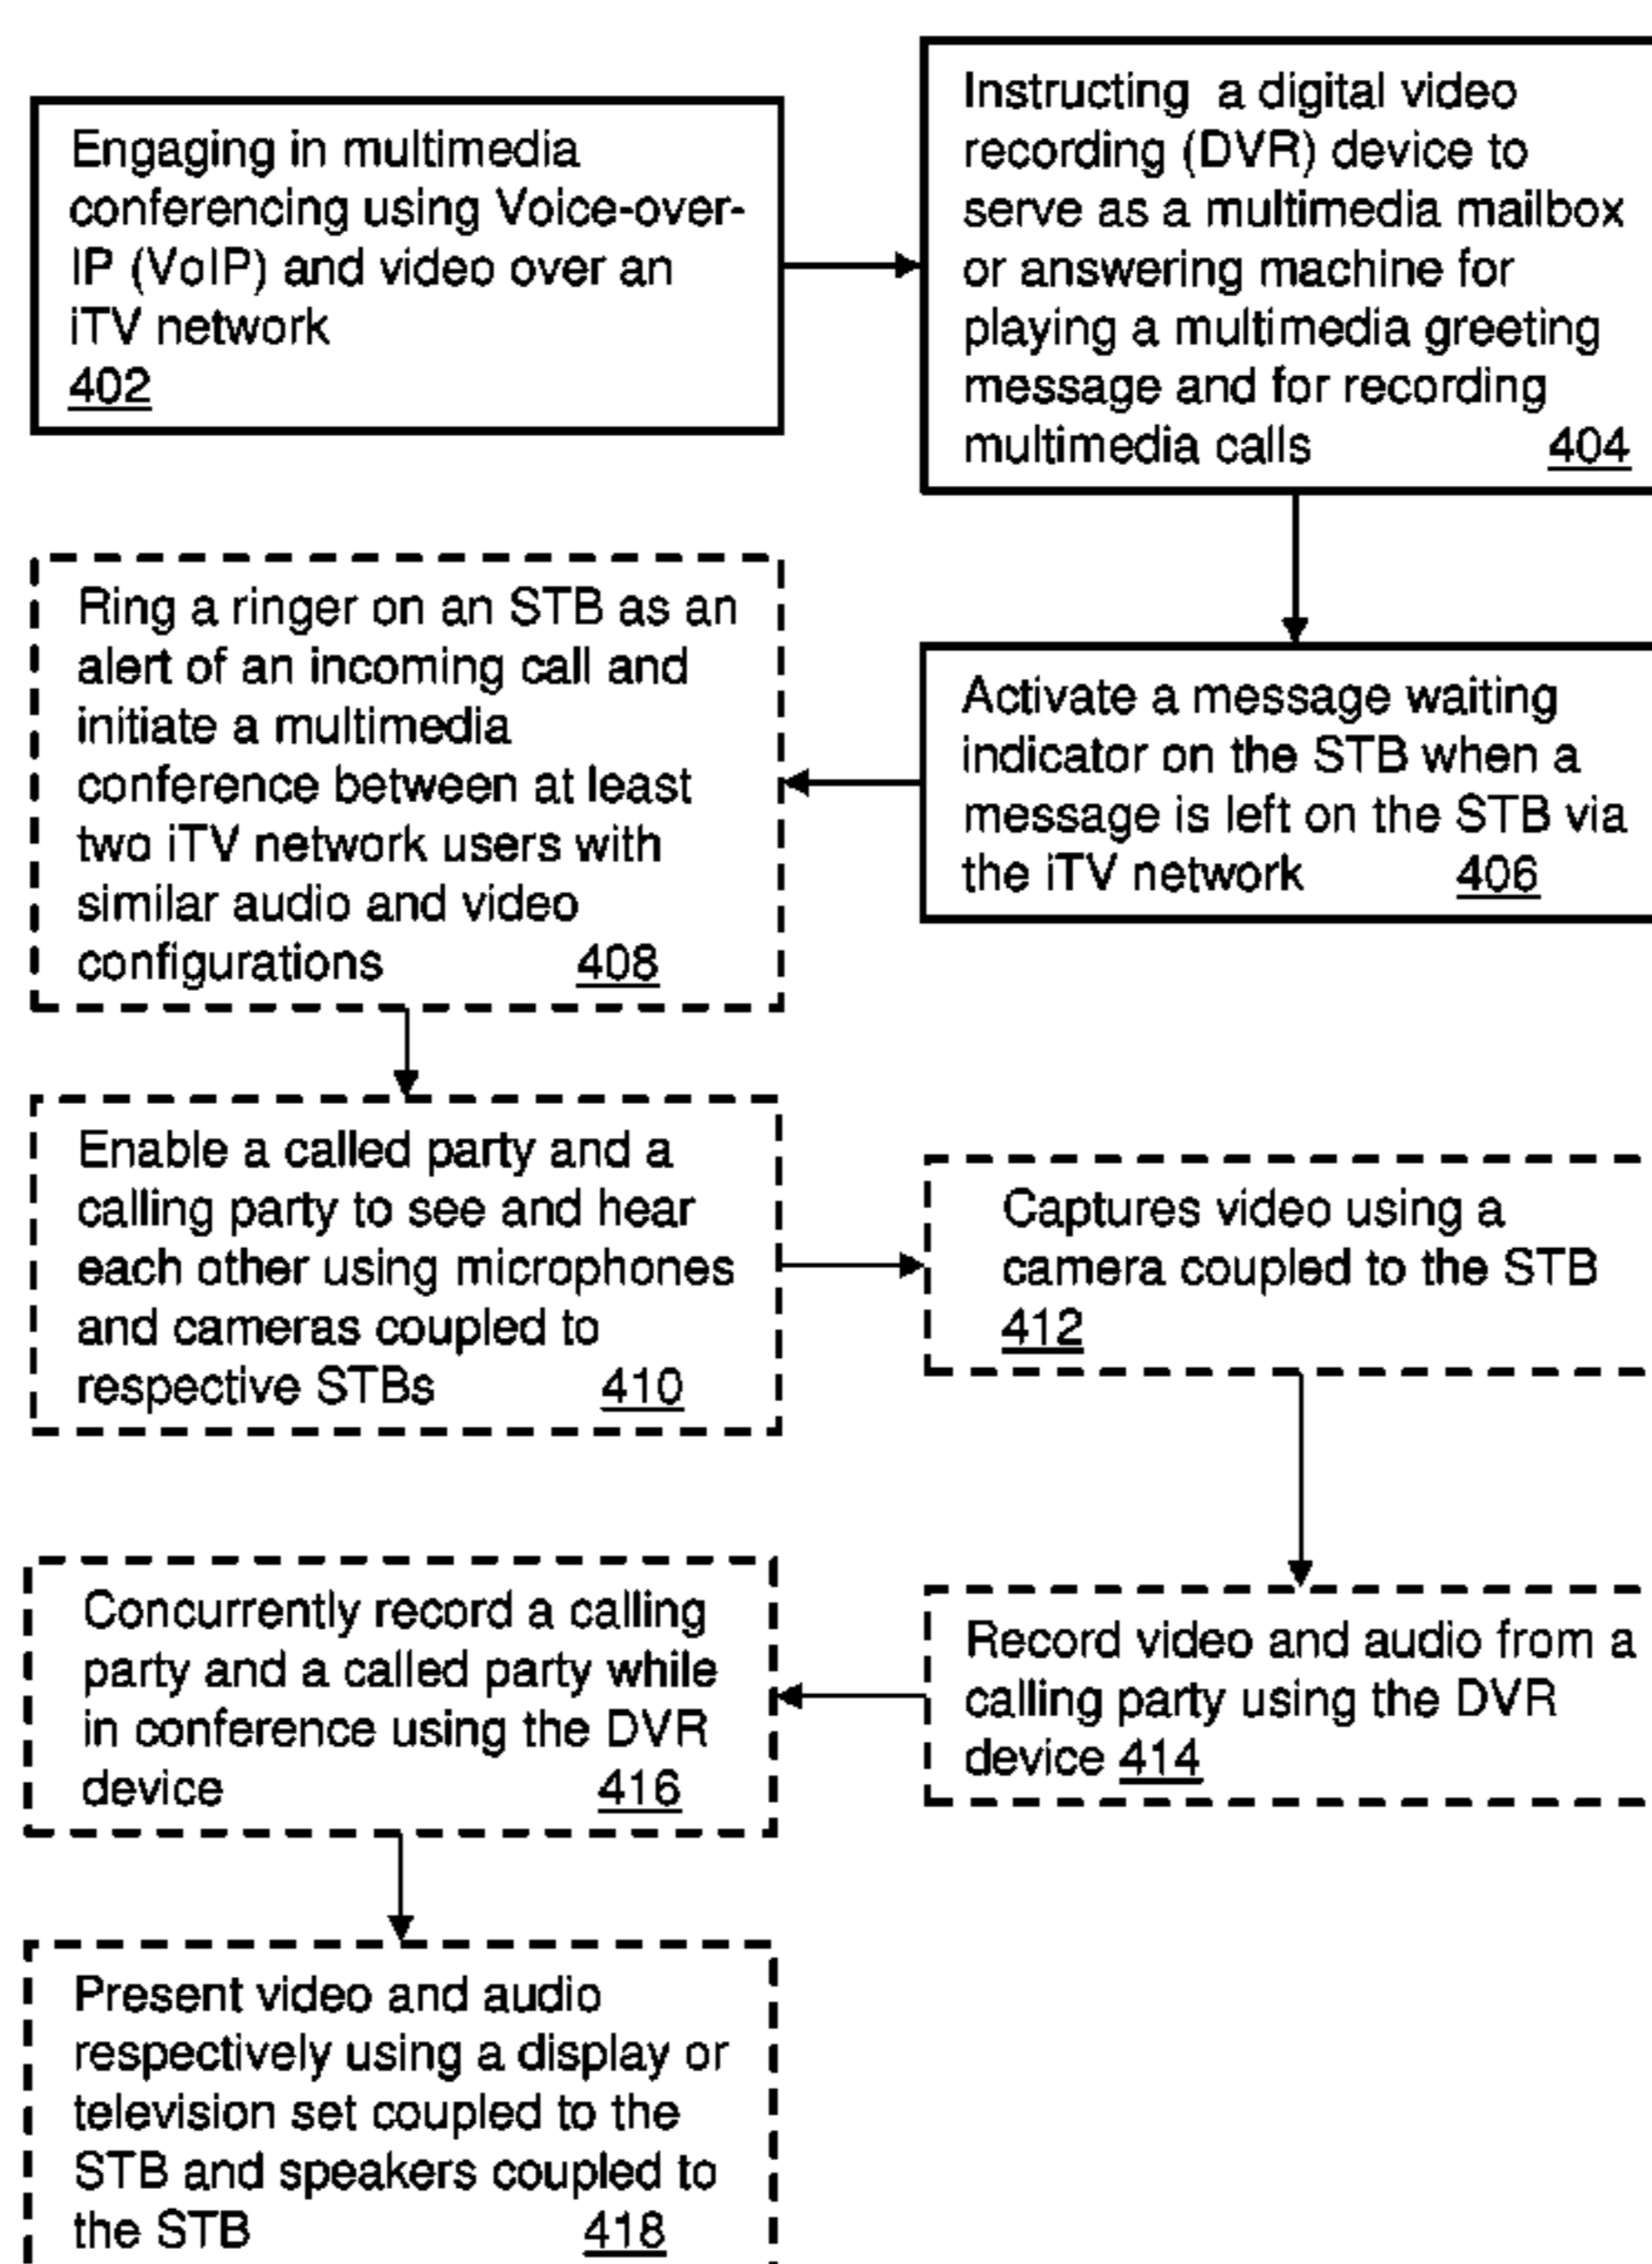 Engaging in multimedia
conferencing using Voice-over-
IP (VoIP) and video over an
iTV network
402
Instructing a digital video
recording (DVR) device to
serve as a multimedia mailbox
or answering machine for
playing a multimedia greeting
message and for recording
multimedia calls 404
Activate a message waiting
indicator on the STB when a
message is left on the STB via
the iTV network 406
Ring a ringer on an STB as an
alert of an incoming call and
initiate a multimedia
conference between at least
two iTV network users with
similar audio and video
configurations 408
Enable a called party and a
calling party to see and hear
each other using microphones
and cameras coupled to
respective STBs 410
Captures video using a
camera coupled to the STB
412
Record video and audio from a
calling party using the DVR
device 414
Concurrently record a calling
party and a called party while
in conference using the DVR
device 416
Present video and audio
respectively using a display or
television set coupled to the
STB and speakers coupled to
the STB 418